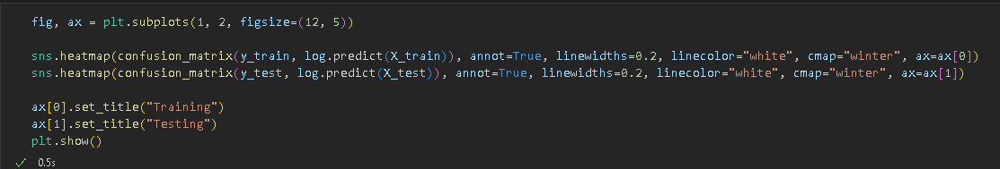 fig, ax = plt.subplots(1, 2, figsize=(12, 5))
sns.heatmap(confusion_matrix(y_train, log.predict(X_train)), annot=True, linewidths=0.2, linecolor="white", cmap="winter", ax=ax[0])
sns.heatmap(confusion_matrix(y_test, log.predict(X_test)), annot=True, linewidths=0.2, linecolor="white", cmap="winter", ax=ax[1])
ax[0].set_title("Training")
ax[1].set_title("Testing")
plt.show()
✓ 0.5s